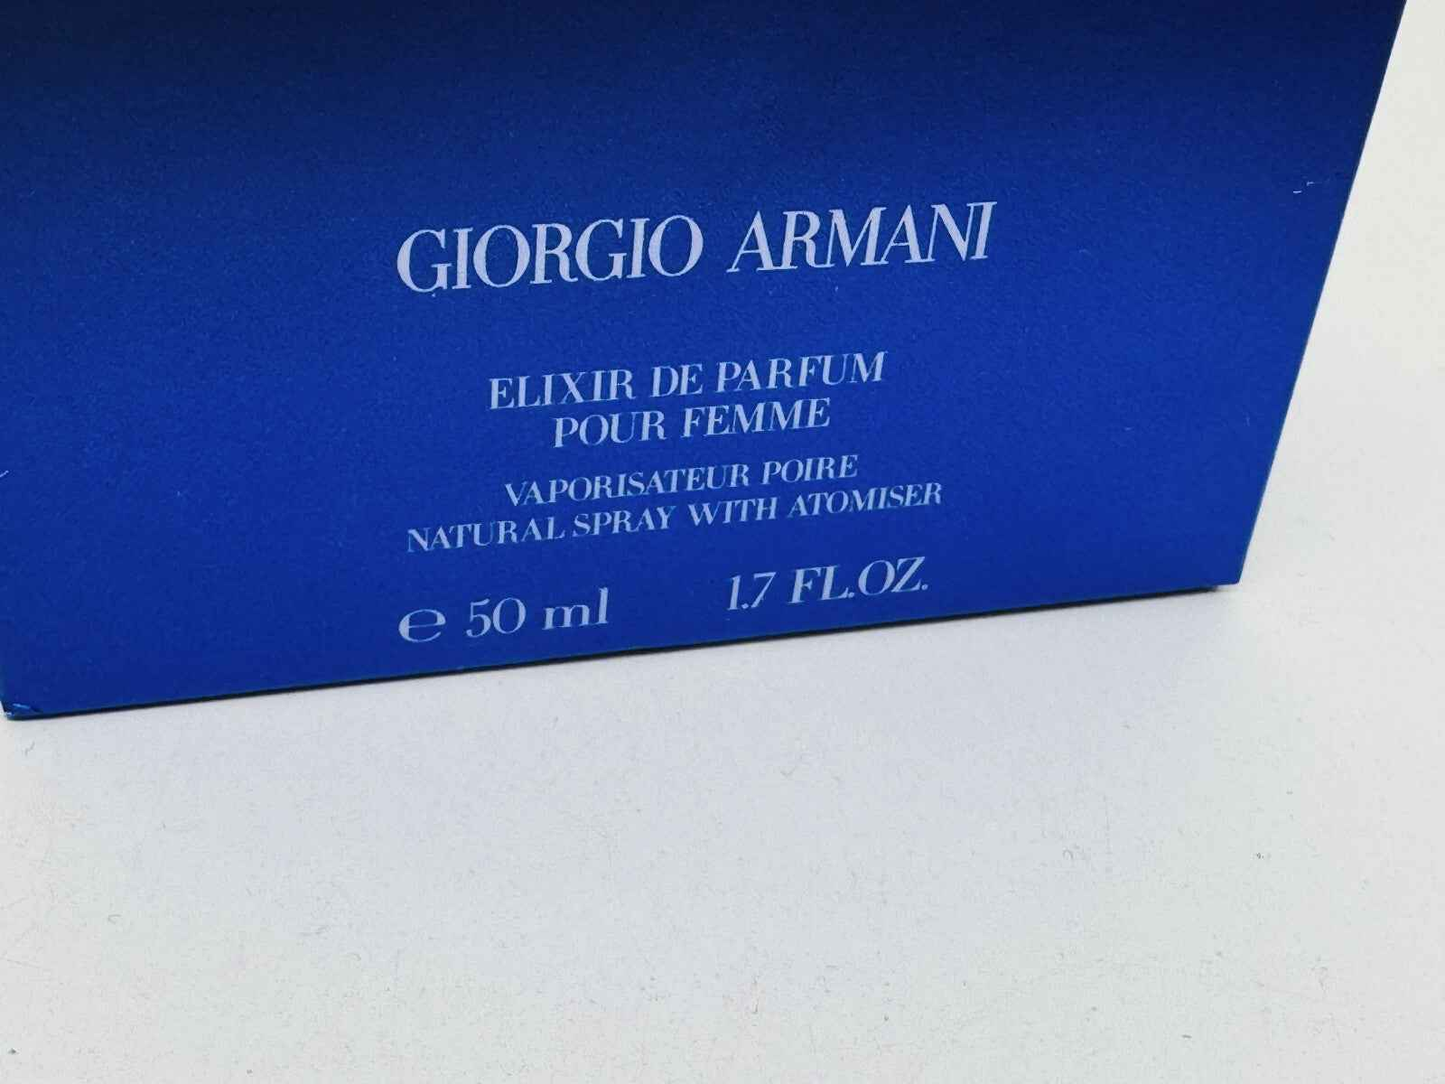 GIORGIO ARMANI
ELIXIR DE PARFUM
POUR FEMME
VAPORISATEUR POIRE
NATURAL SPRAY WITH ATOMISER
℮ 50 ml 1.7 FL.OZ.